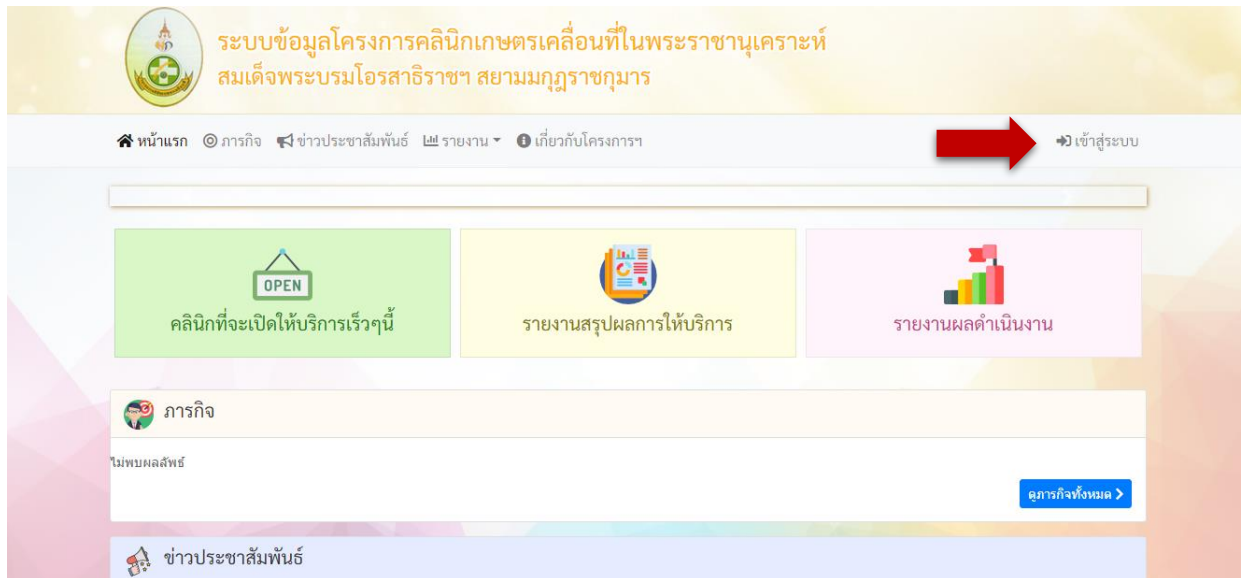 ระบบข้อมูลโครงการคลินิกเกษตรเคลื่อนที่ในพระราชานุเคราะห์
สมเด็จพระบรมโอรสาธิราชฯ สยามมกุฎราชกุมาร
หน้าแรก ภารกิจ ข่าวประชาสัมพันธ์ รายงาน เกี่ยวกับโครงการฯ เข้าสู่ระบบ
OPEN
คลินิกที่จะเปิดให้บริการเร็วๆนี้ รายงานสรุปผลการให้บริการ รายงานผลดำเนินงาน
ภารกิจ
ไม่พบผลลัพธ์
ดูภารกิจทั้งหมด
ข่าวประชาสัมพันธ์